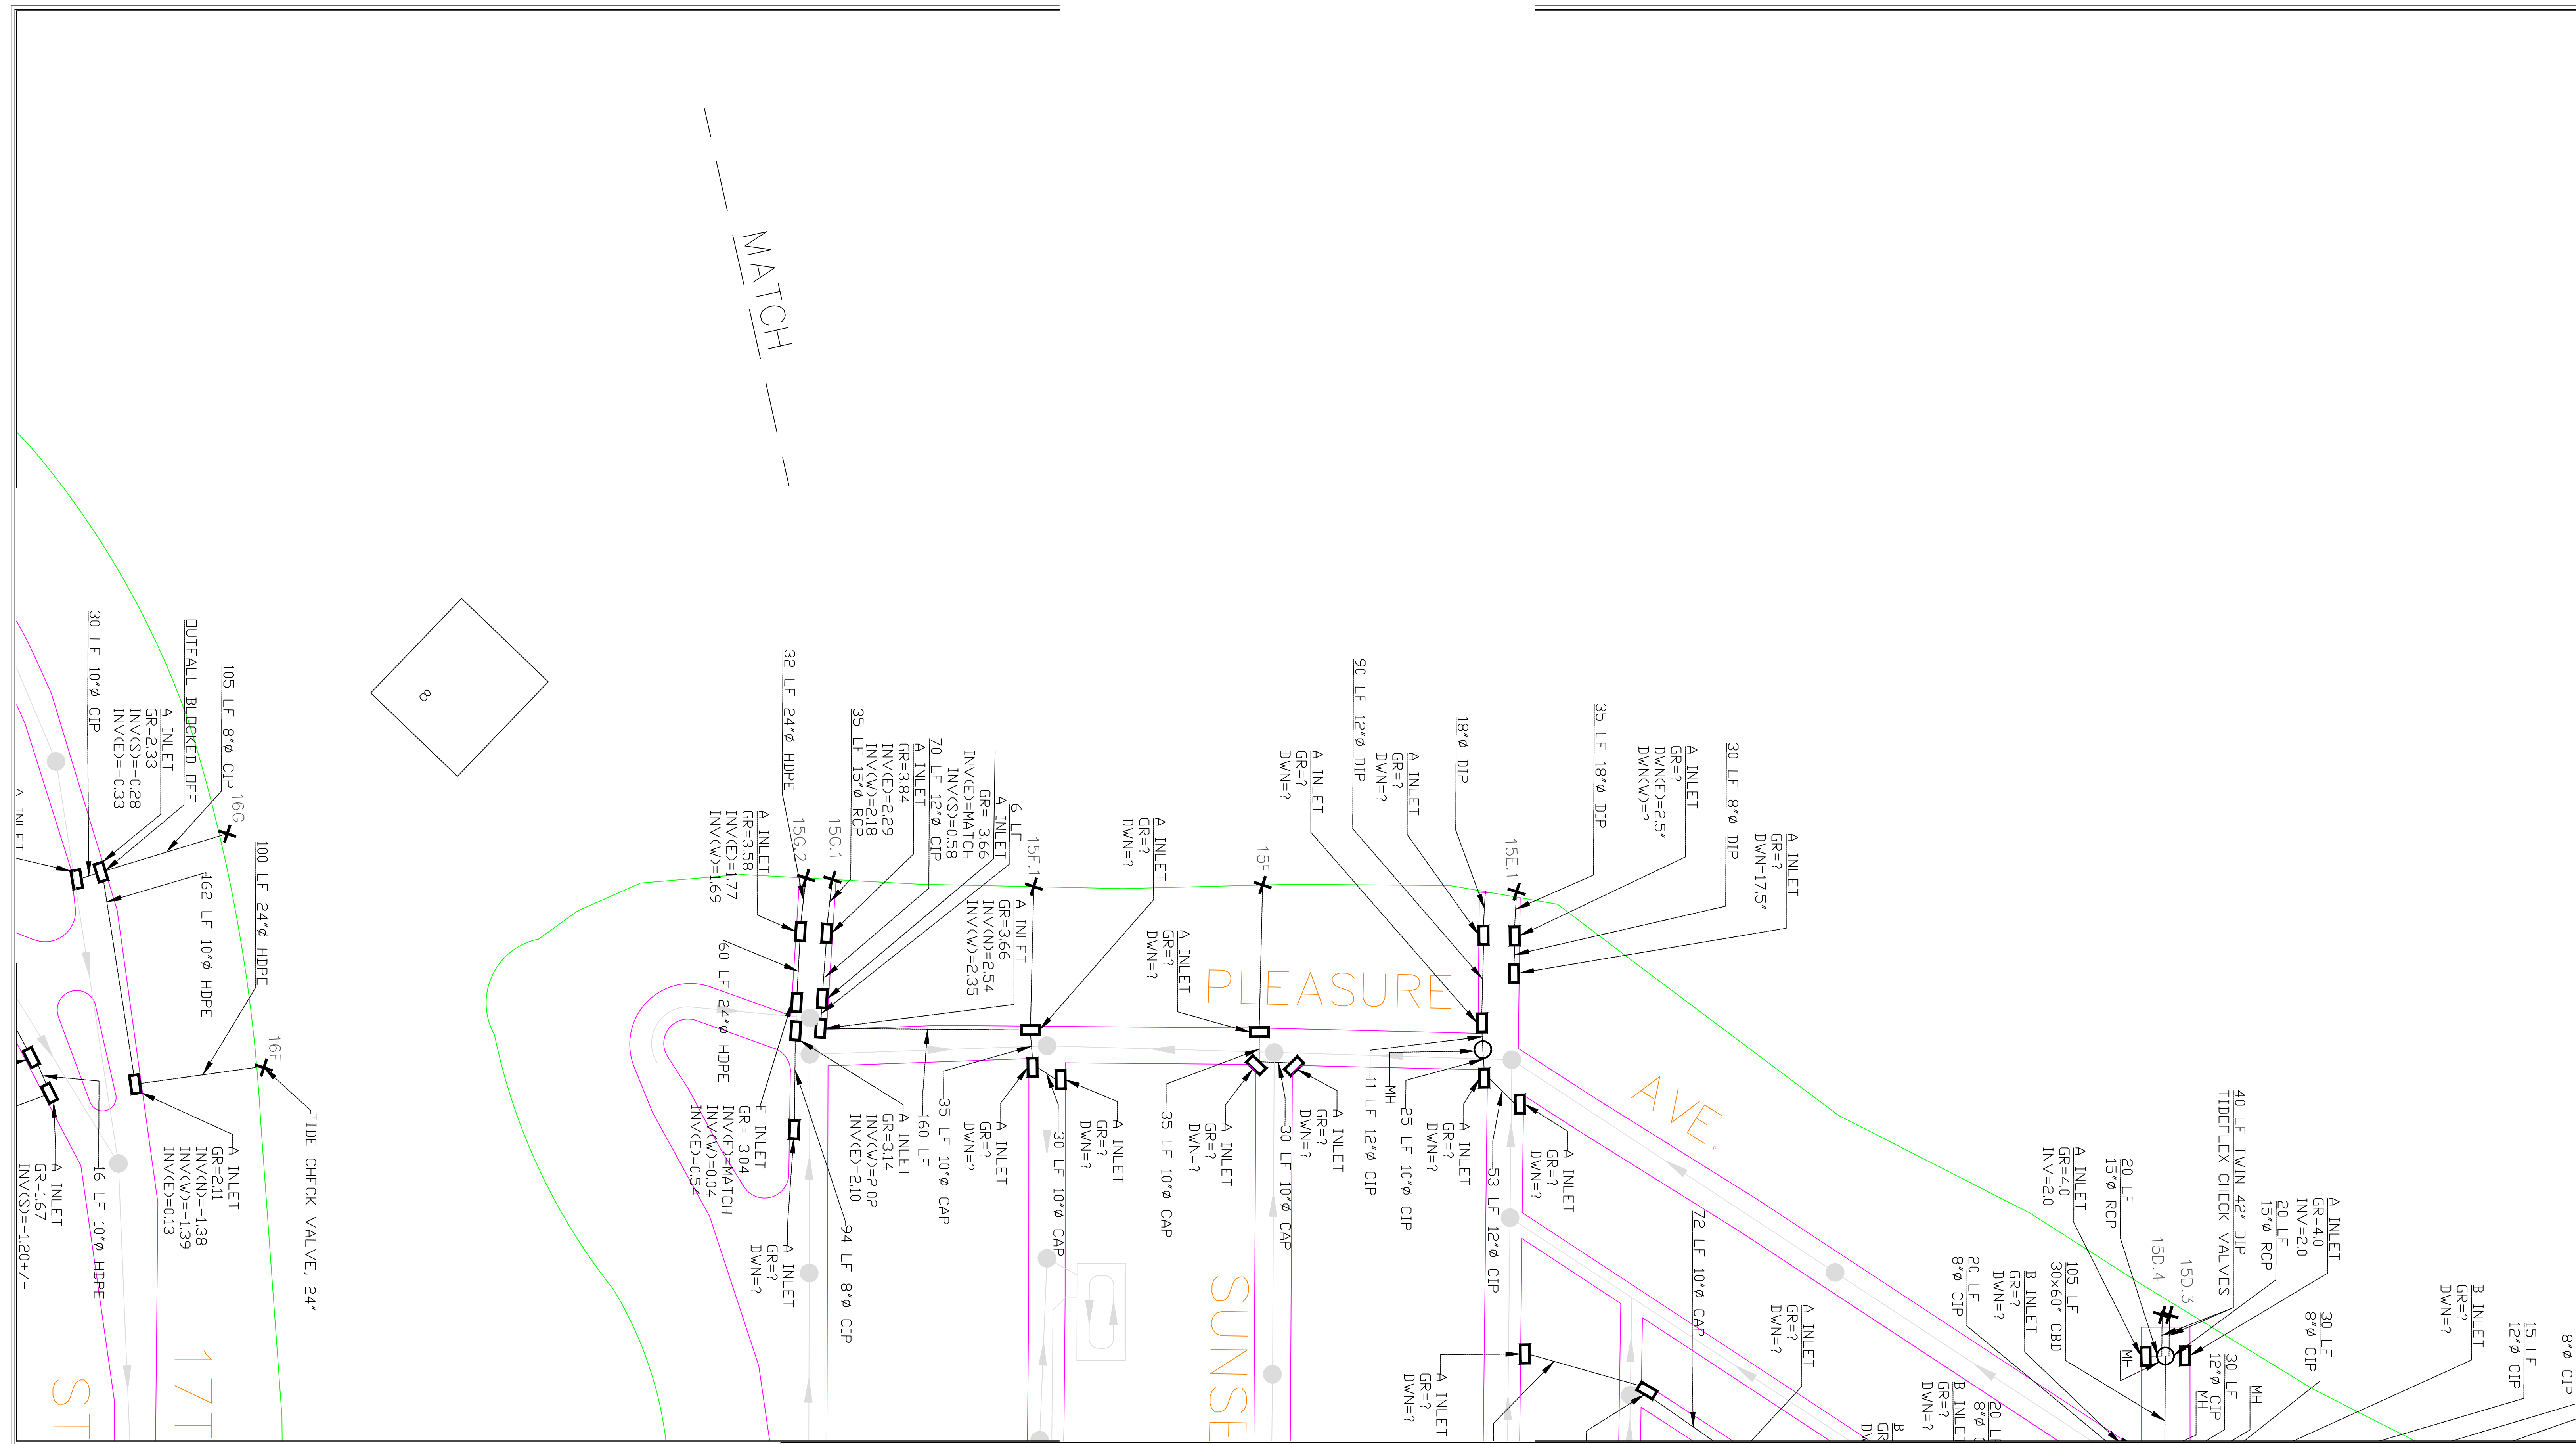 MATCH
8
30 LF 10"Ø CIP
OUTFALL BLOCKED OFF
105 LF 8"Ø CIP
A INLET
GR=2.33
INV(S)=-0.28
INV(E)=-0.33
16G
100 LF 24"Ø HDPE
162 LF 10"Ø HDPE
A INLET
16F
TIDE CHECK VALVE, 24"
A INLET
GR=2.11
INV(N)=-1.38
INV(W)=-1.39
INV(E)=0.13
16 LF 10"Ø HDPE
A INLET
GR=1.67
INV(S)=-1.20+/-
17T
ST
32 LF 24"Ø HDPE
35 LF 15"Ø RCP
A INLET
GR=3.84
INV(E)=2.29
INV(W)=2.18
70 LF 12"Ø CIP
A INLET
GR= 3.66
INV(E)=MATCH
INV(S)=0.58
6 LF
A INLET
GR=3.58
INV(E)=1.77
INV(W)=1.69
15G.2
15G.1
A INLET
GR=3.66
INV(N)=2.54
INV(W)=2.35
60 LF 24"Ø HDPE
E INLET
GR= 3.04
INV(E)=MATCH
INV(W)=0.04
INV(E)=0.54
A INLET
GR=3.14
INV(W)=2.02
INV(E)=2.10
A INLET
GR=?
DWN=?
94 LF 8"Ø CIP
160 LF
35 LF 10"Ø CAP
15F.1
A INLET
GR=?
DWN=?
A INLET
GR=?
DWN=?
30 LF 10"Ø CAP
A INLET
GR=?
DWN=?
15F
A INLET
GR=?
DWN=?
35 LF 10"Ø CAP
A INLET
GR=?
DWN=?
30 LF 10"Ø CAP
A INLET
GR=?
DWN=?
PLEASURE
AVE.
SUNSE
A INLET
GR=?
DWN=?
90 LF 12"Ø DIP
A INLET
GR=?
DWN=?
18"Ø DIP
35 LF 18"Ø DIP
A INLET
GR=?
DWN(E)=2.5"
DWN(W)=?
30 LF 8"Ø DIP
A INLET
GR=?
DWN=17.5"
15E.1
11 LF 12"Ø CIP
MH
25 LF 10"Ø CIP
A INLET
GR=?
DWN=?
53 LF 12"Ø CIP
A INLET
GR=?
DWN=?
A INLET
GR=?
DWN=?
72 LF 10"Ø CAP
A INLET
GR=?
DWN=?
40 LF TWIN 42" DIP
TIDEFLEX CHECK VALVES
A INLET
GR=4.0
INV=2.0
20 LF
15"Ø RCP
20 LF
15"Ø RCP
A INLET
GR=4.0
INV=2.0
15D.4
15D.3
105 LF
30x60" CBD
B INLET
GR=?
DWN=?
20 LF
8"Ø CIP
MH
30 LF
12"Ø CIP
MH
MH
30 LF
8"Ø CIP
B INLET
GR=?
DWN=?
15 LF
12"Ø CIP
8"Ø CIP
B INLET
GR=?
DWN=?
20 LF
8"Ø C
B
GR
DW